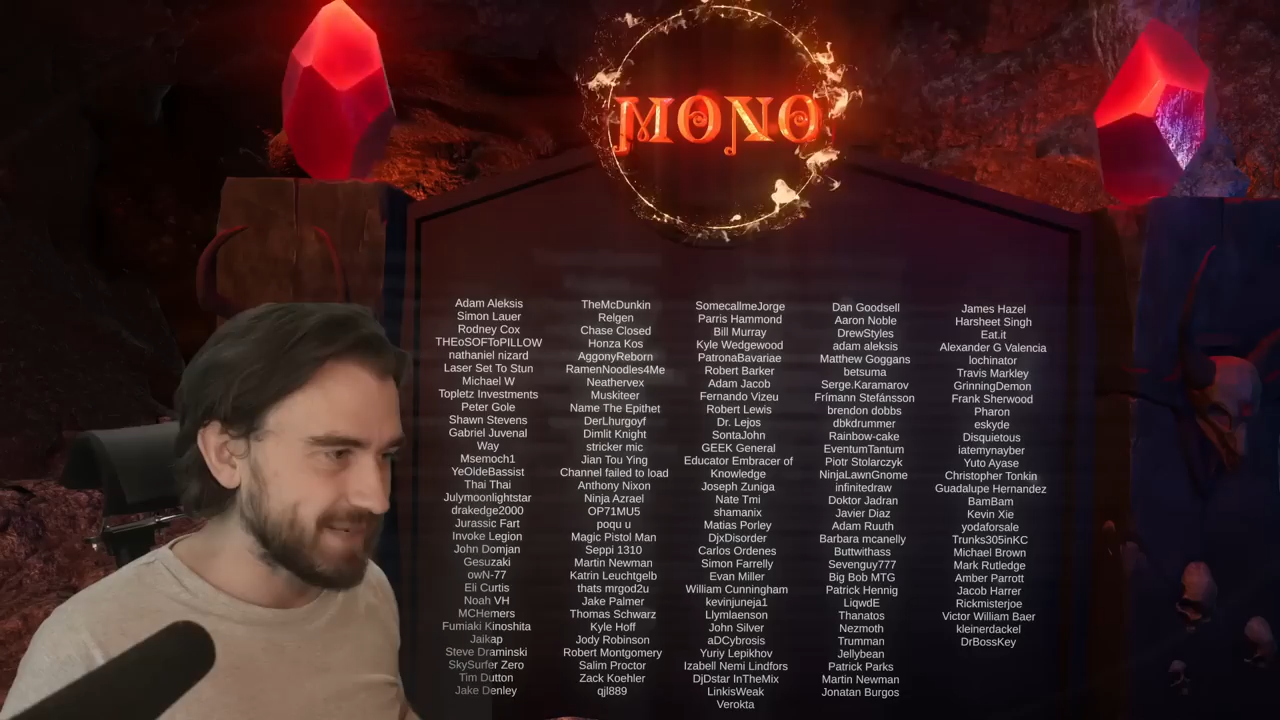 MONO
Adam Aleksis
Simon Lauer
Rodney Cox
THEoSOFToPILLOW
nathaniel nizard
Laser Set To Stun
Michael W
Topletz Investments
Peter Gole
Shawn Stevens
Gabriel Juvenal
Way
Msemoch1
YeOldeBassist
Thai Thai
Julymoonlightstar
drakedge2000
Jurassic Fart
Invoke Legion
John Domjan
Gesuzaki
owN-77
Eli Curtis
Noah VH
MCHemers
Fumiaki Kinoshita
Jaikap
Steve Draminski
SkySurfer Zero
Tim Dutton
Jake Denley
TheMcDunkin
Relgen
Chase Closed
Honza Kos
AggonyReborn
RamenNoodles4Me
Neathervex
Muskiteer
Name The Epithet
DerLhurgoyf
Dimlit Knight
stricker mic
Jian Tou Ying
Channel failed to load
Anthony Nixon
Ninja Azrael
OP71MU5
poqu u
Magic Pistol Man
Seppi 1310
Martin Newman
Katrin Leuchtgelb
thats mrgod2u
Jake Palmer
Thomas Schwarz
Kyle Hoff
Jody Robinson
Robert Montgomery
Salim Proctor
Zack Koehler
qjl889
SomecallmeJorge
Parris Hammond
Bill Murray
Kyle Wedgewood
PatronaBavariae
Robert Barker
Adam Jacob
Fernando Vizeu
Robert Lewis
Dr. Lejos
SontaJohn
GEEK General
Educator Embracer of
Knowledge
Joseph Zuniga
Nate Tmi
shamanix
Matias Porley
DjxDisorder
Carlos Ordenes
Simon Farrelly
Evan Miller
William Cunningham
kevinjuneja1
Llymlaenson
John Silver
aDCybrosis
Yuriy Lepikhov
Izabell Nemi Lindfors
DjDstar InTheMix
LinkisWeak
Verokta
Dan Goodsell
Aaron Noble
DrewStyles
adam aleksis
Matthew Goggans
betsuma
Serge.Karamarov
Frímann Stefánsson
brendon dobbs
dbkdrummer
Rainbow-cake
EventumTantum
Piotr Stolarczyk
NinjaLawnGnome
infinitedraw
Doktor Jadran
Javier Diaz
Adam Ruuth
Barbara mcanelly
Buttwithass
Sevenguy777
Big Bob MTG
Patrick Hennig
LiqwdE
Thanatos
Nezmoth
Trumman
Jellybean
Patrick Parks
Martin Newman
Jonatan Burgos
James Hazel
Harsheet Singh
Eat.it
Alexander G Valencia
lochinator
Travis Markley
GrinningDemon
Frank Sherwood
Pharon
eskyde
Disquietous
iatemynayber
Yuto Ayase
Christopher Tonkin
Guadalupe Hernandez
BamBam
Kevin Xie
yodaforsale
Trunks305inKC
Michael Brown
Mark Rutledge
Amber Parrott
Jacob Harrer
Rickmisterjoe
Victor William Baer
kleinerdackel
DrBossKey